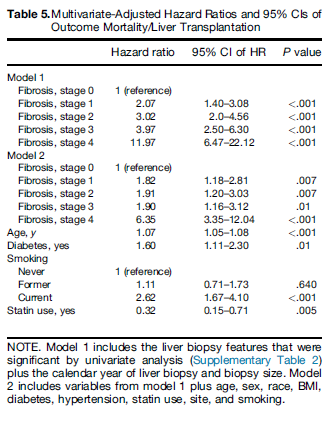 Table 5. Multivariate-Adjusted Hazard Ratios and 95% CIs of
Outcome Mortality/Liver Transplantation
Hazard ratio 95% CI of HR P value
Model 1
Fibrosis, stage 0 1 (reference)
Fibrosis, stage 1 2.07 1.40–3.08 <.001
Fibrosis, stage 2 3.02 2.0–4.56 <.001
Fibrosis, stage 3 3.97 2.50–6.30 <.001
Fibrosis, stage 4 11.97 6.47–22.12 <.001
Model 2
Fibrosis, stage 0 1 (reference)
Fibrosis, stage 1 1.82 1.18–2.81 .007
Fibrosis, stage 2 1.91 1.20–3.03 .007
Fibrosis, stage 3 1.90 1.16–3.12 .01
Fibrosis, stage 4 6.35 3.35–12.04 <.001
Age, y 1.07 1.05–1.08 <.001
Diabetes, yes 1.60 1.11–2.30 .01
Smoking
Never 1 (reference)
Former 1.11 0.71–1.73 .640
Current 2.62 1.67–4.10 <.001
Statin use, yes 0.32 0.15–0.71 .005
NOTE. Model 1 includes the liver biopsy features that were
significant by univariate analysis (Supplementary Table 2)
plus the calendar year of liver biopsy and biopsy size. Model
2 includes variables from model 1 plus age, sex, race, BMI,
diabetes, hypertension, statin use, site, and smoking.